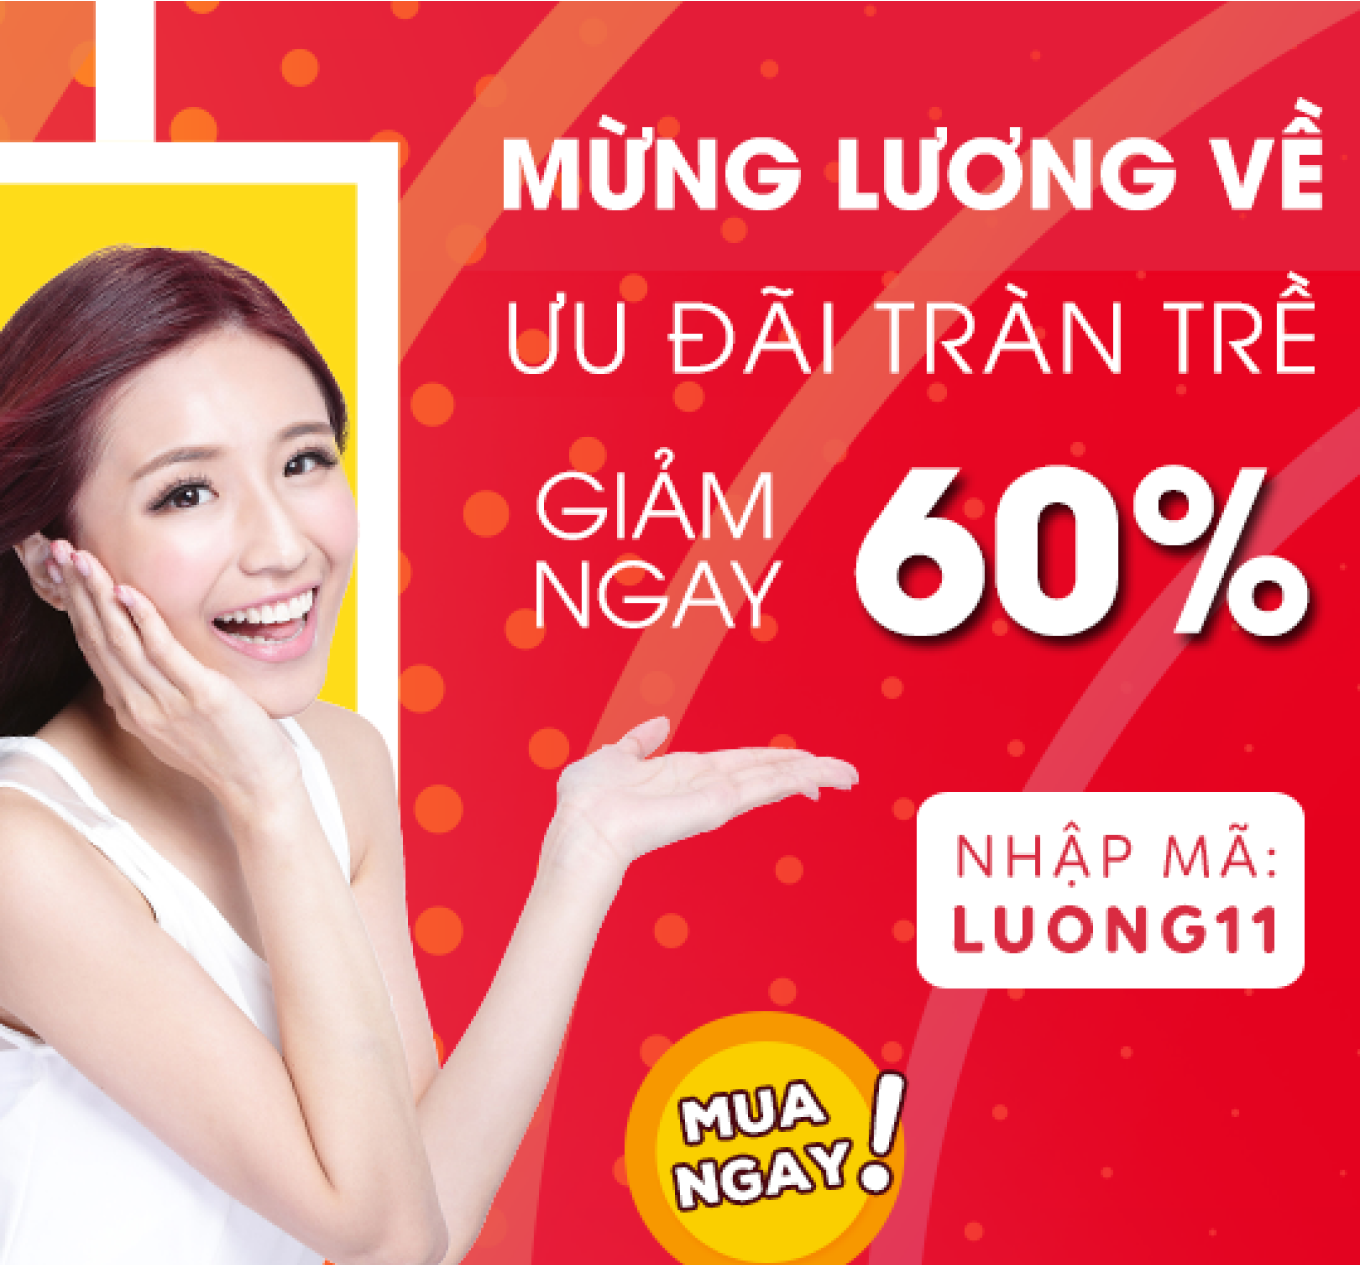 MỪNG LƯƠNG VỀ
ƯU ĐÃI TRÀN TRỀ
GIẢM
NGAY
60%
NHẬP MÃ:
LUONG11
MUA
NGAY!